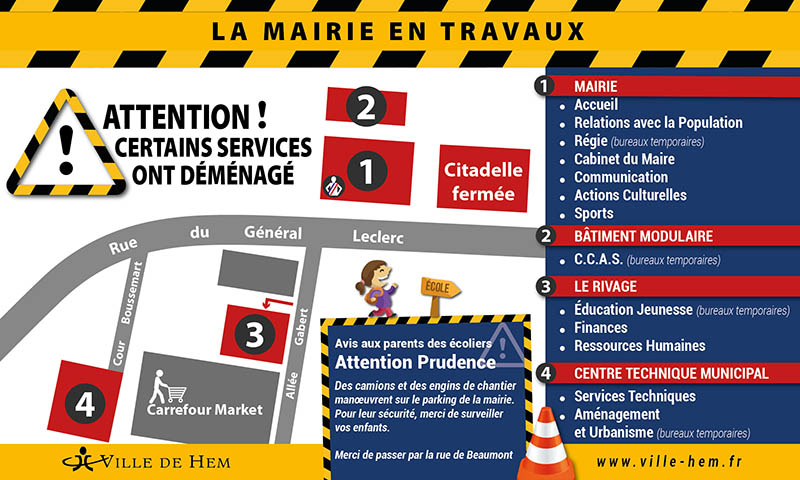 LA MAIRIE EN TRAVAUX
ATTENTION !
CERTAINS SERVICES
ONT DÉMÉNAGÉ
2
1
Citadelle
fermée
Rue du Général Leclerc
Cour Boussemart
Allée Gabert
3
4
Carrefour Market
ÉCOLE
Avis aux parents des écoliers
Attention Prudence
Des camions et des engins de chantier
manœuvrent sur le parking de la mairie.
Pour leur sécurité, merci de surveiller
vos enfants.
Merci de passer par la rue de Beaumont
1 MAIRIE
• Accueil
• Relations avec la Population
• Régie (bureaux temporaires)
• Cabinet du Maire
• Communication
• Actions Culturelles
• Sports
2 BÂTIMENT MODULAIRE
• C.C.A.S. (bureaux temporaires)
3 LE RIVAGE
• Éducation Jeunesse (bureaux temporaires)
• Finances
• Ressources Humaines
4 CENTRE TECHNIQUE MUNICIPAL
• Services Techniques
• Aménagement
et Urbanisme (bureaux temporaires)
VILLE DE HEM
www.ville-hem.fr